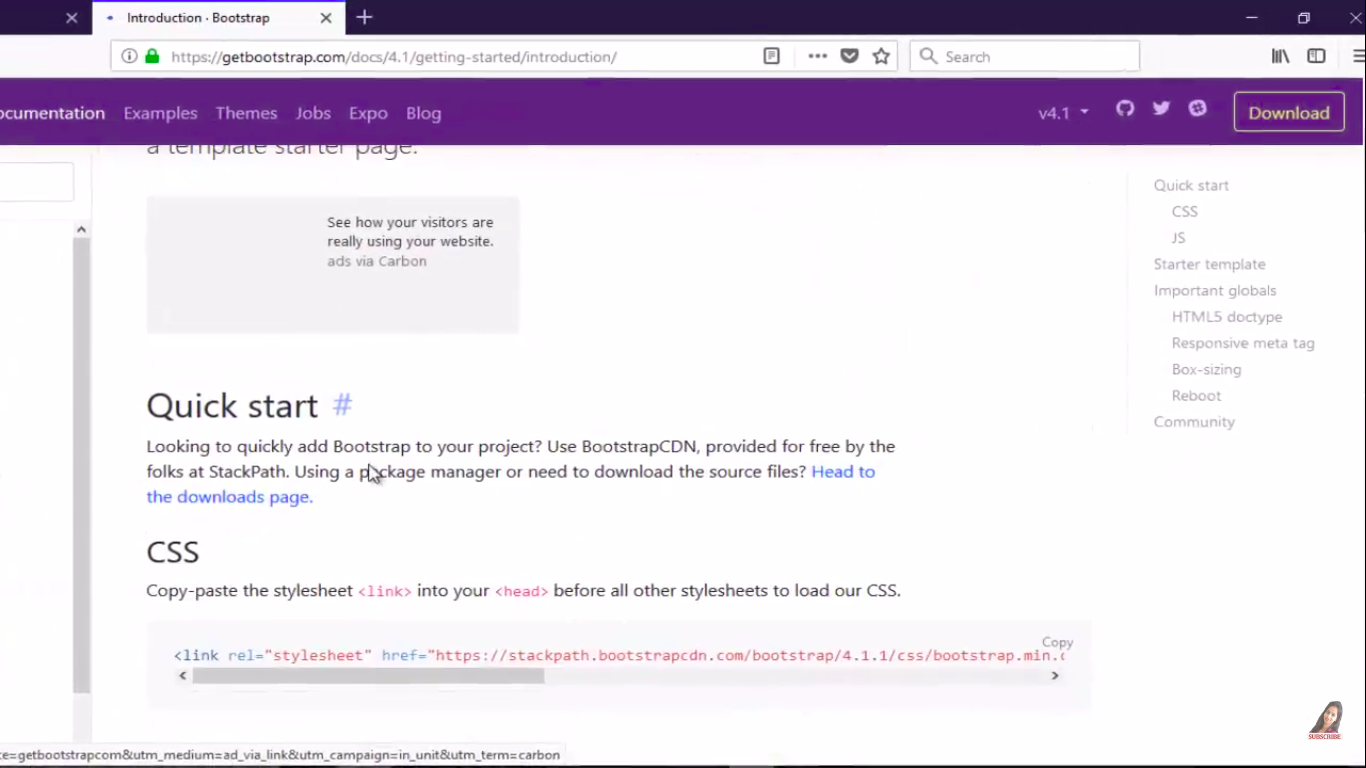 Introduction · Bootstrap
https://getbootstrap.com/docs/4.1/getting-started/introduction/
Search
ocumentation Examples Themes Jobs Expo Blog
v4.1
Download
a template starter page.
See how your visitors are
really using your website.
ads via Carbon
Quick start #
Looking to quickly add Bootstrap to your project? Use BootstrapCDN, provided for free by the
folks at StackPath. Using a package manager or need to download the source files? Head to
the downloads page.
CSS
Copy-paste the stylesheet <link> into your <head> before all other stylesheets to load our CSS.
Copy
<link rel="stylesheet" href="https://stackpath.bootstrapcdn.com/bootstrap/4.1.1/css/bootstrap.min.c
Quick start
CSS
JS
Starter template
Important globals
HTML5 doctype
Responsive meta tag
Box-sizing
Reboot
Community
SUBSCRIBE
ce=getbootstrapcom&utm_medium=ad_via_link&utm_campaign=in_unit&utm_term=carbon